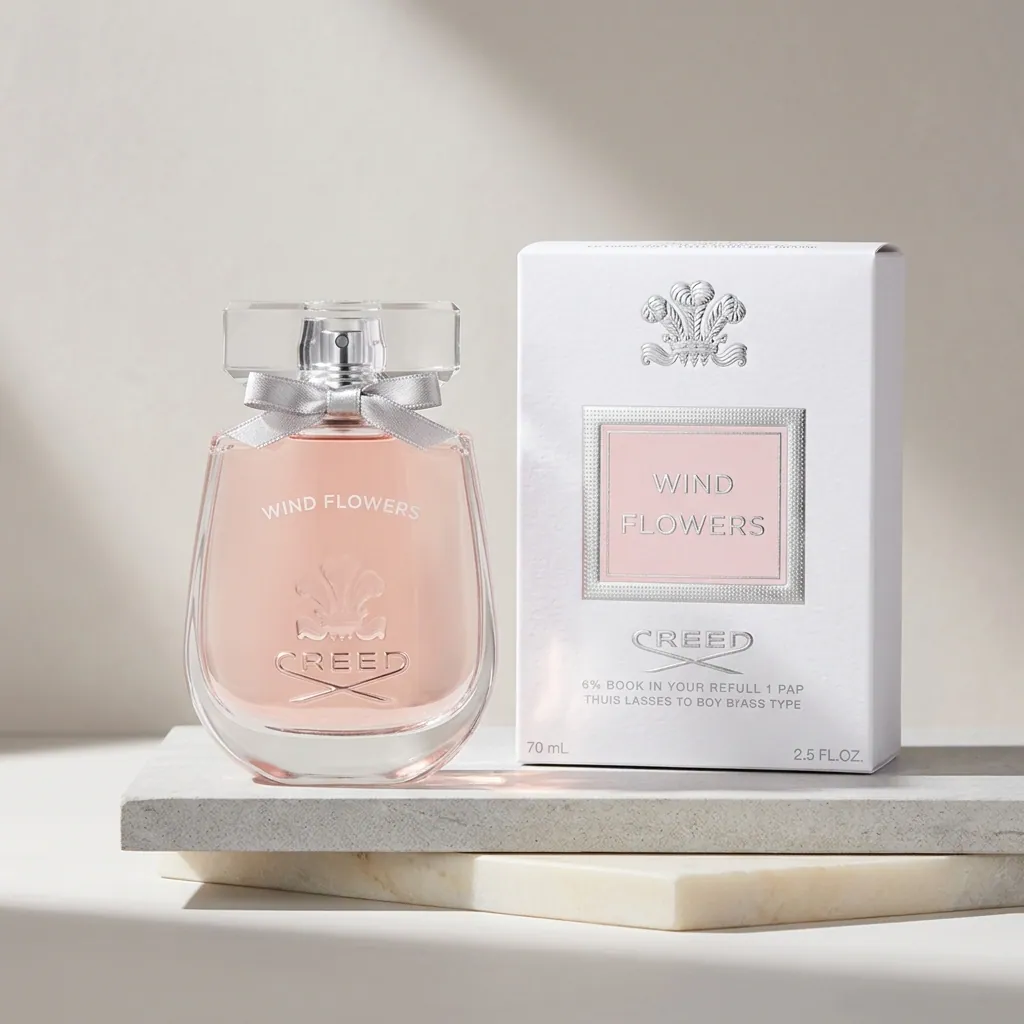 WIND FLOWERS
CREED
WIND
FLOWERS
CREED
6% BOOK IN YOUR REFULL 1 PAP
THUIS LASSES TO BOY BYASS TYPE
70 mL
2.5 FL.OZ.